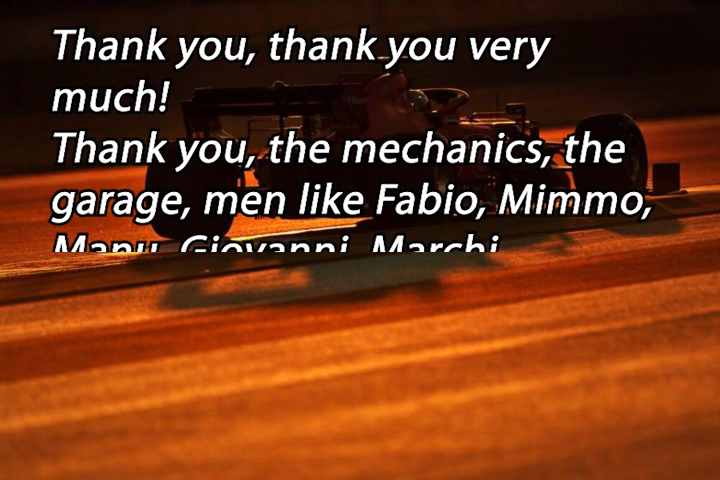 Thank you, thank you very
much!
Thank you, the mechanics, the
garage, men like Fabio, Mimmo,
Manu, Giovanni, Marchi